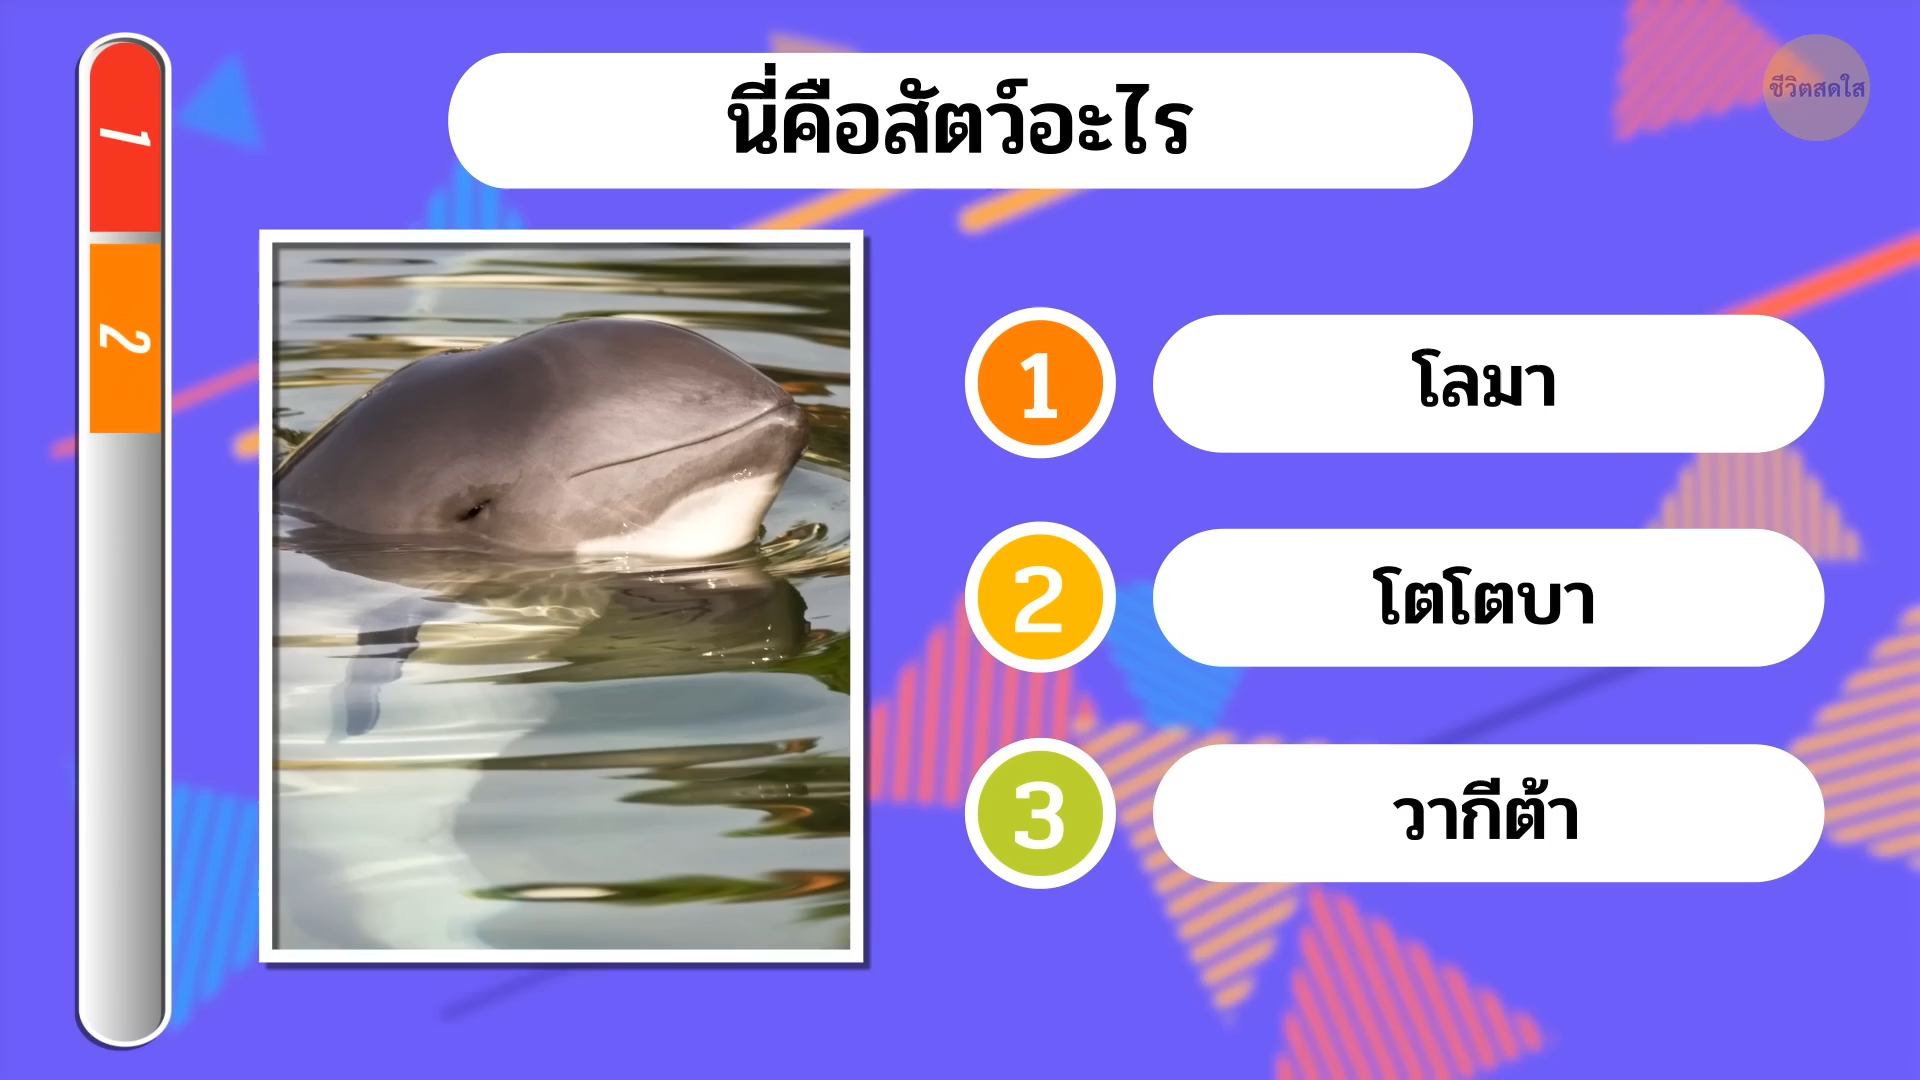 นี่คือสัตว์อะไร
ชีวิตสดใส
1
2
1
โลมา
2
โตโตบา
3
วากีต้า